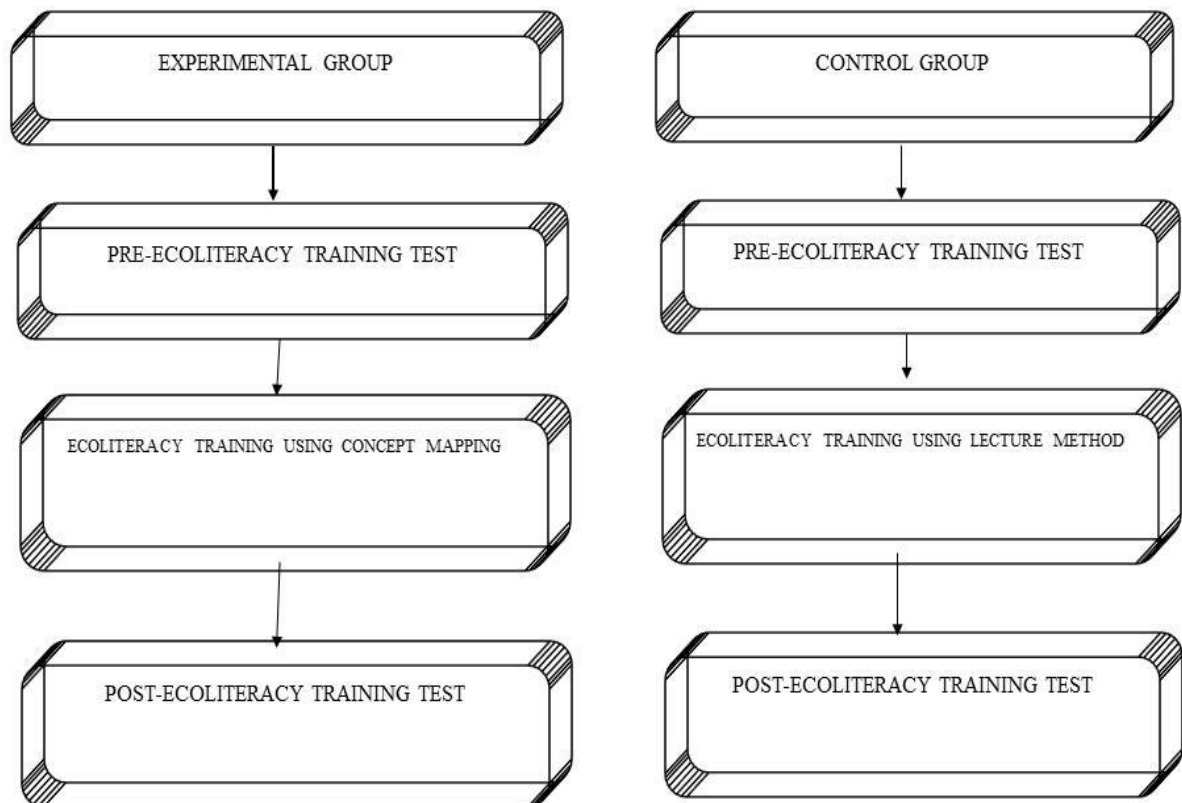 EXPERIMENTAL GROUP
CONTROL GROUP
PRE-ECOLITERACY TRAINING TEST
PRE-ECOLITERACY TRAINING TEST
ECOLITERACY TRAINING USING CONCEPT MAPPING
ECOLITERACY TRAINING USING LECTURE METHOD
POST-ECOLITERACY TRAINING TEST
POST-ECOLITERACY TRAINING TEST